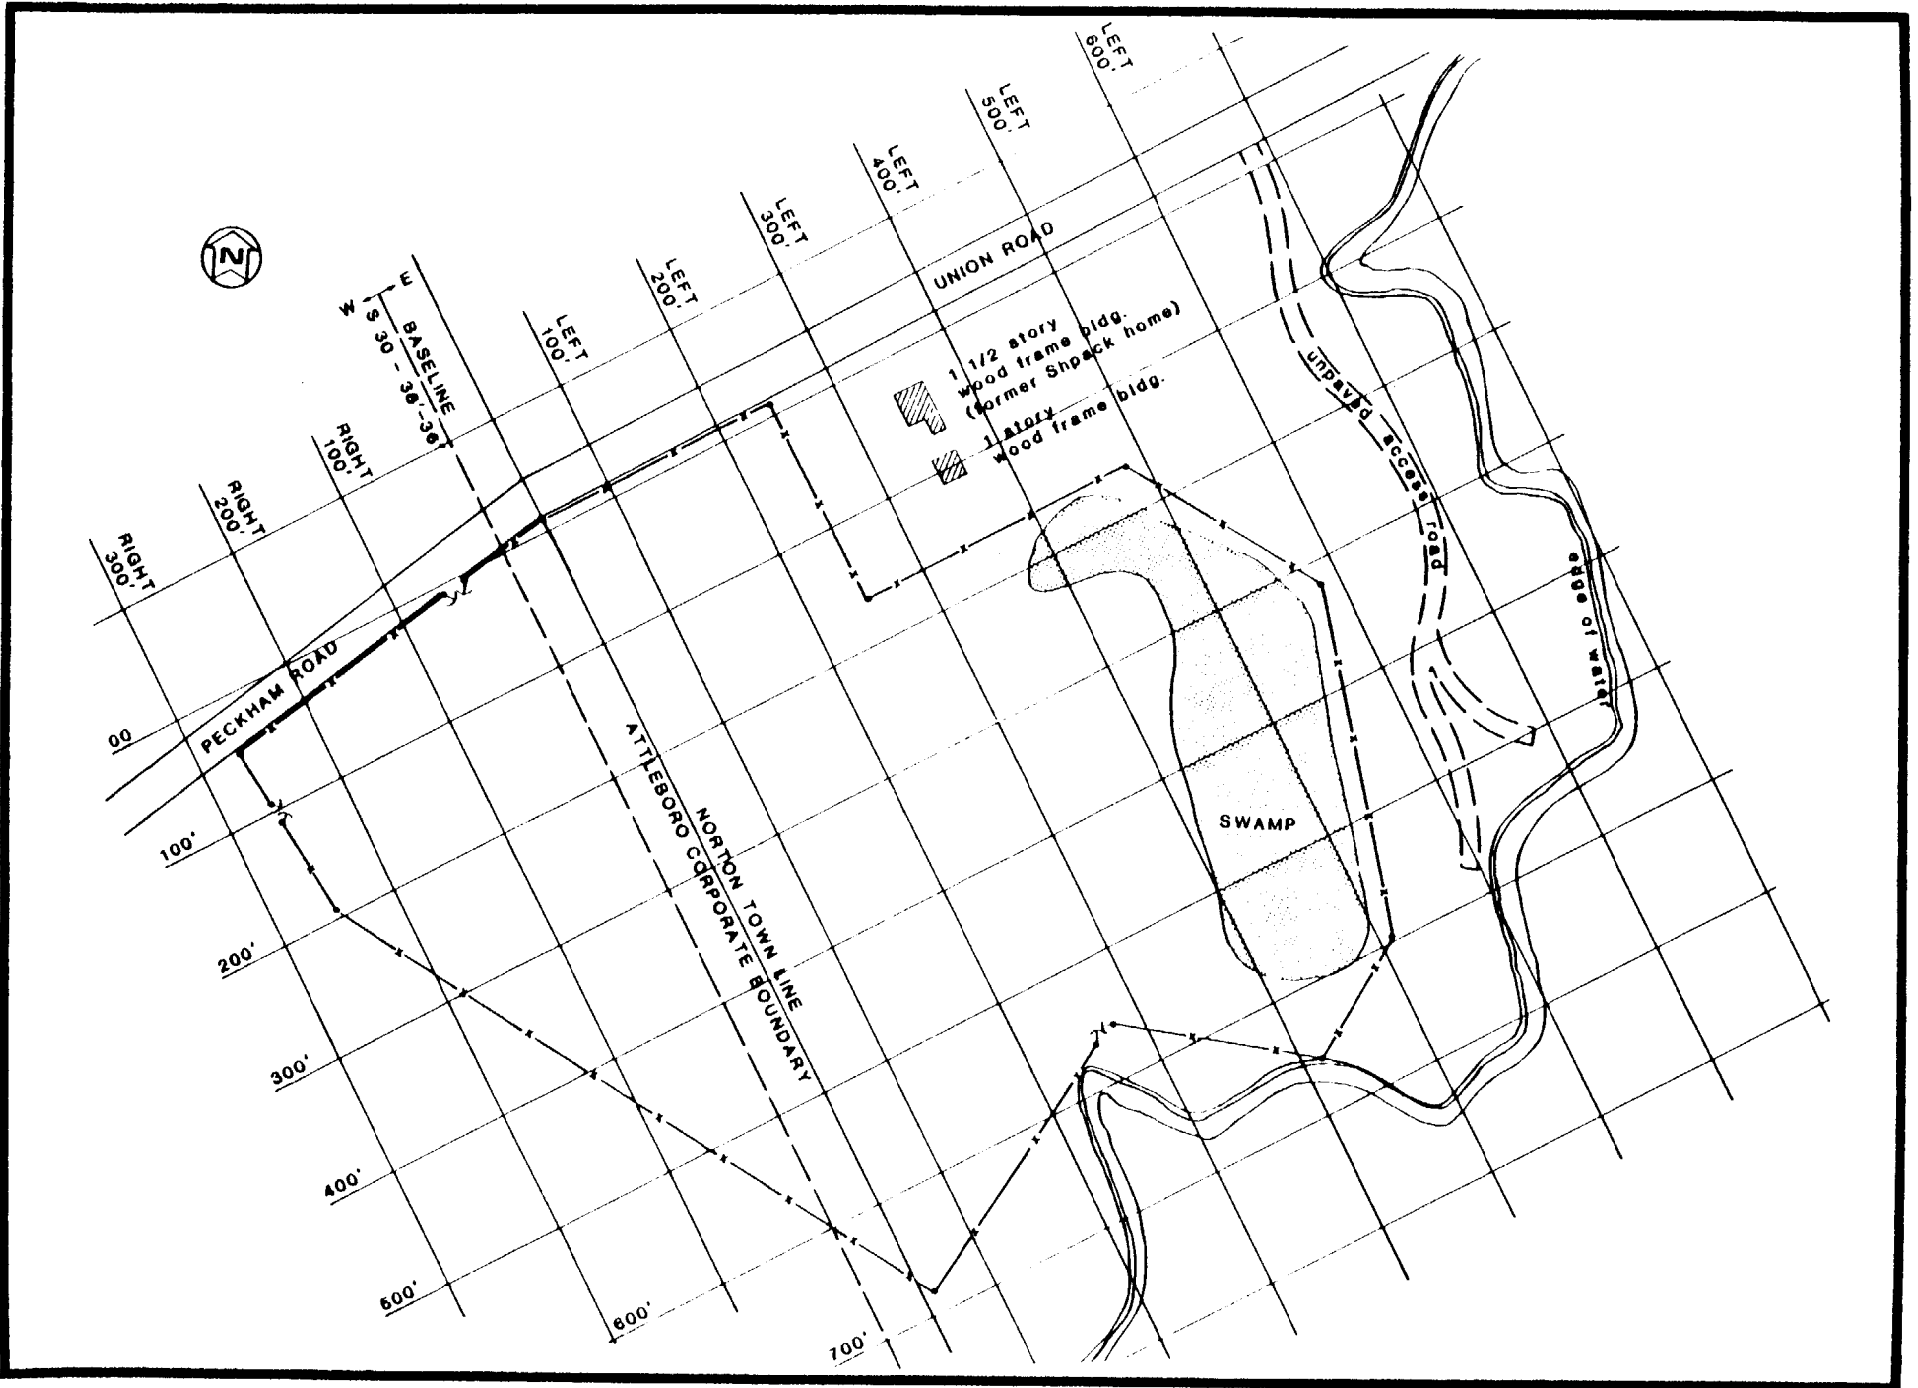 LEFT
600'
LEFT
500'
LEFT
400'
LEFT
300'
LEFT
200'
LEFT
100'
N
W E
BASELINE
S 30 - 38' - 36"
RIGHT
100'
RIGHT
200'
RIGHT
300'
UNION ROAD
1 1/2 story
wood frame bldg.
(former Shpack home)
1 story
wood frame bldg.
unpaved access road
edge of water
PECKHAM ROAD
SWAMP
NORTON TOWN LINE
ATTLEBORO CORPORATE BOUNDARY
00
100'
200'
300'
400'
500'
600'
700'